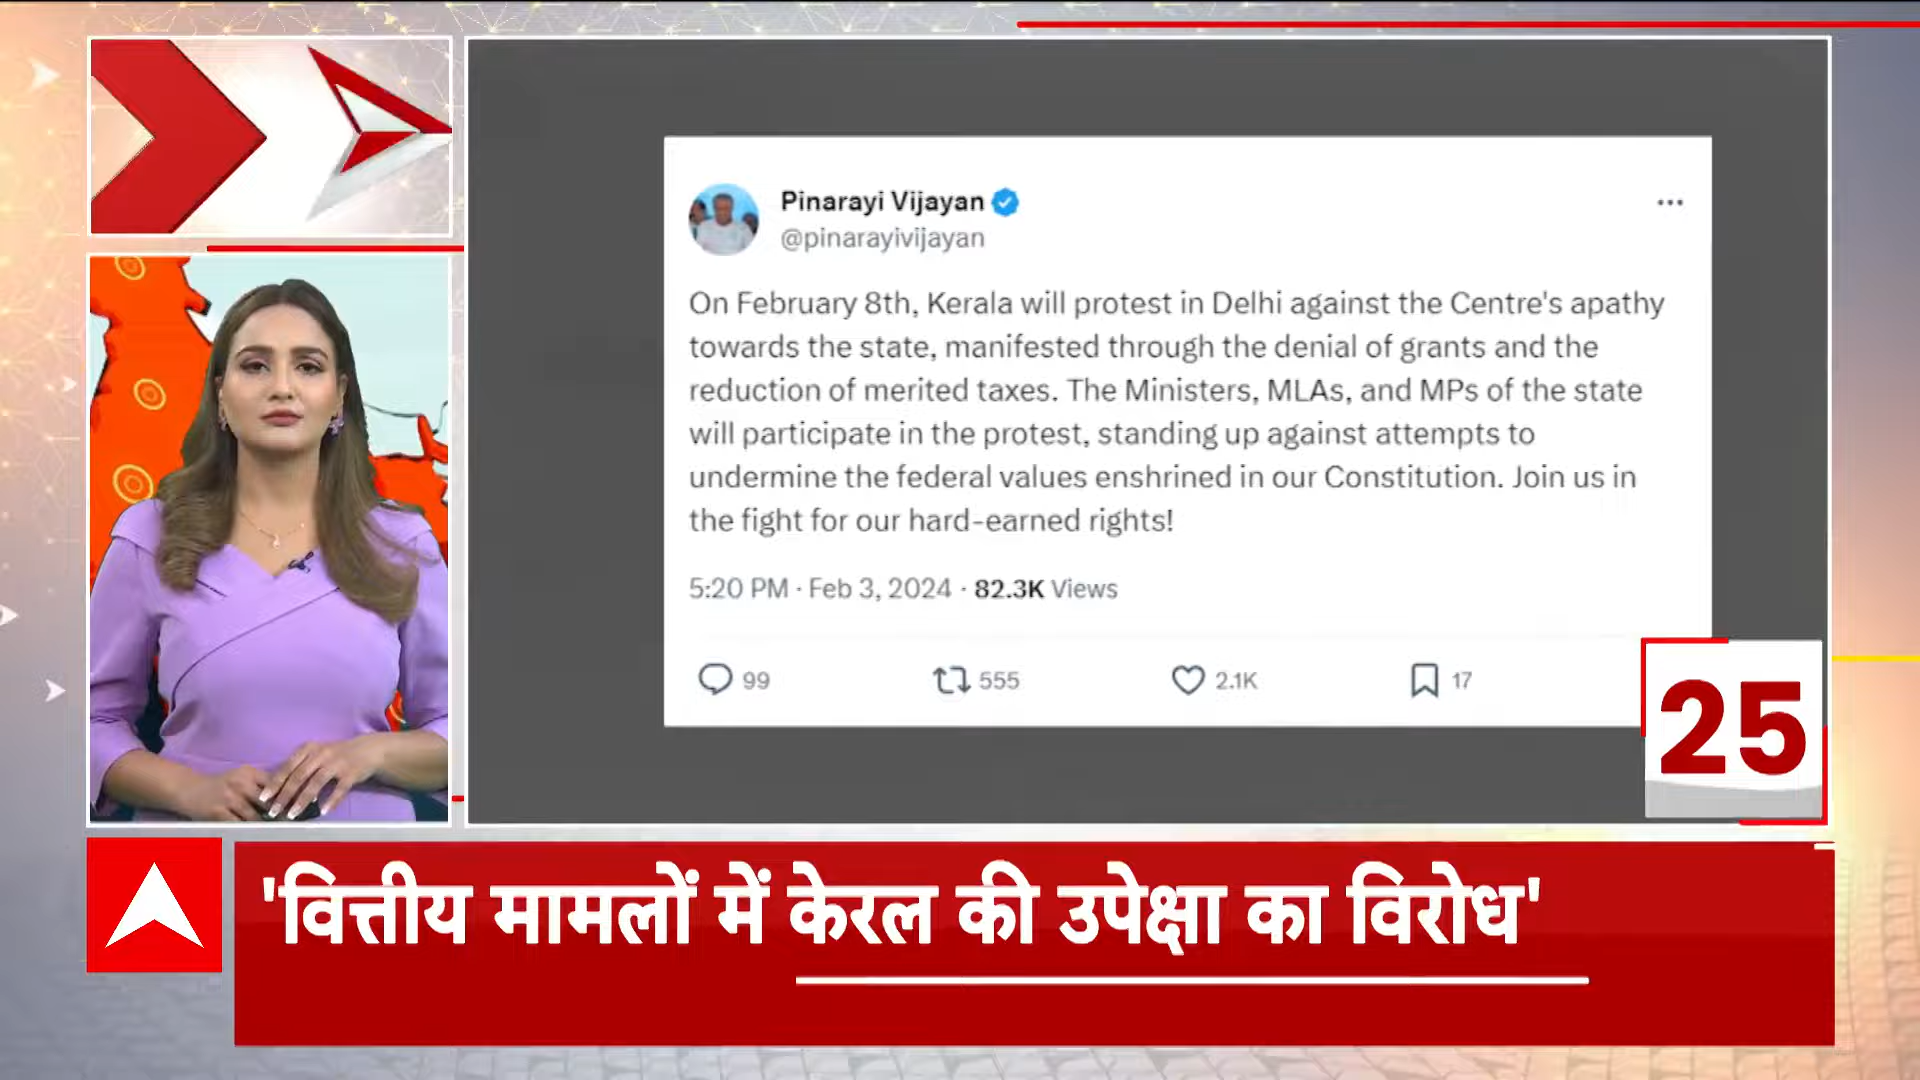 Pinarayi Vijayan
@pinarayivijayan
On February 8th, Kerala will protest in Delhi against the Centre's apathy
towards the state, manifested through the denial of grants and the
reduction of merited taxes. The Ministers, MLAs, and MPs of the state
will participate in the protest, standing up against attempts to
undermine the federal values enshrined in our Constitution. Join us in
the fight for our hard-earned rights!
5:20 PM · Feb 3, 2024 · 82.3K Views
99 555 2.1K 17
25
'वित्तीय मामलों में केरल की उपेक्षा का विरोध'